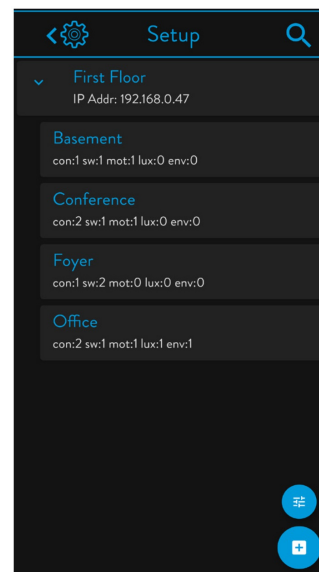 Setup
First Floor
IP Addr: 192.168.0.47
Basement
con:1 sw:1 mot:1 lux:0 env:0
Conference
con:2 sw:1 mot:1 lux:0 env:0
Foyer
con:1 sw:2 mot:0 lux:0 env:0
Office
con:2 sw:1 mot:1 lux:1 env:1